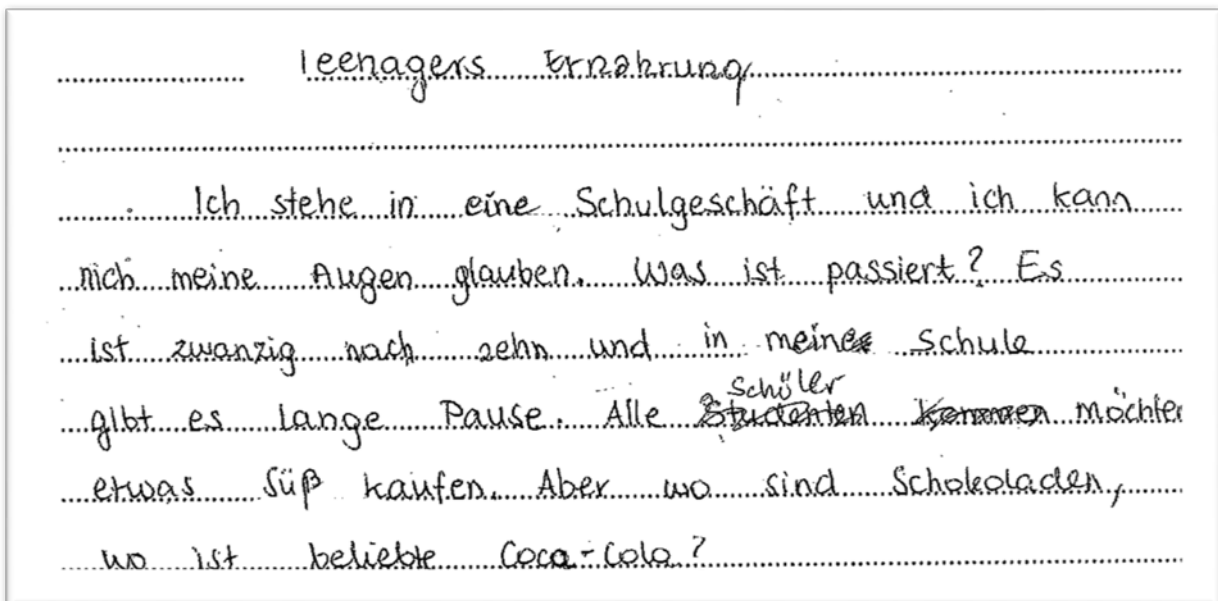 Teenagers Ernahrung
Ich stehe in eine Schulgeschäft und ich kann
nich meine Augen glauben. Was ist passiert? Es
ist zwanzig nach zehn und in meine Schule
gibt es lange Pause. Alle Schüler möchten
etwas Süß kaufen. Aber wo sind Schokoladen,
wo ist beliebte Coca-Cola?